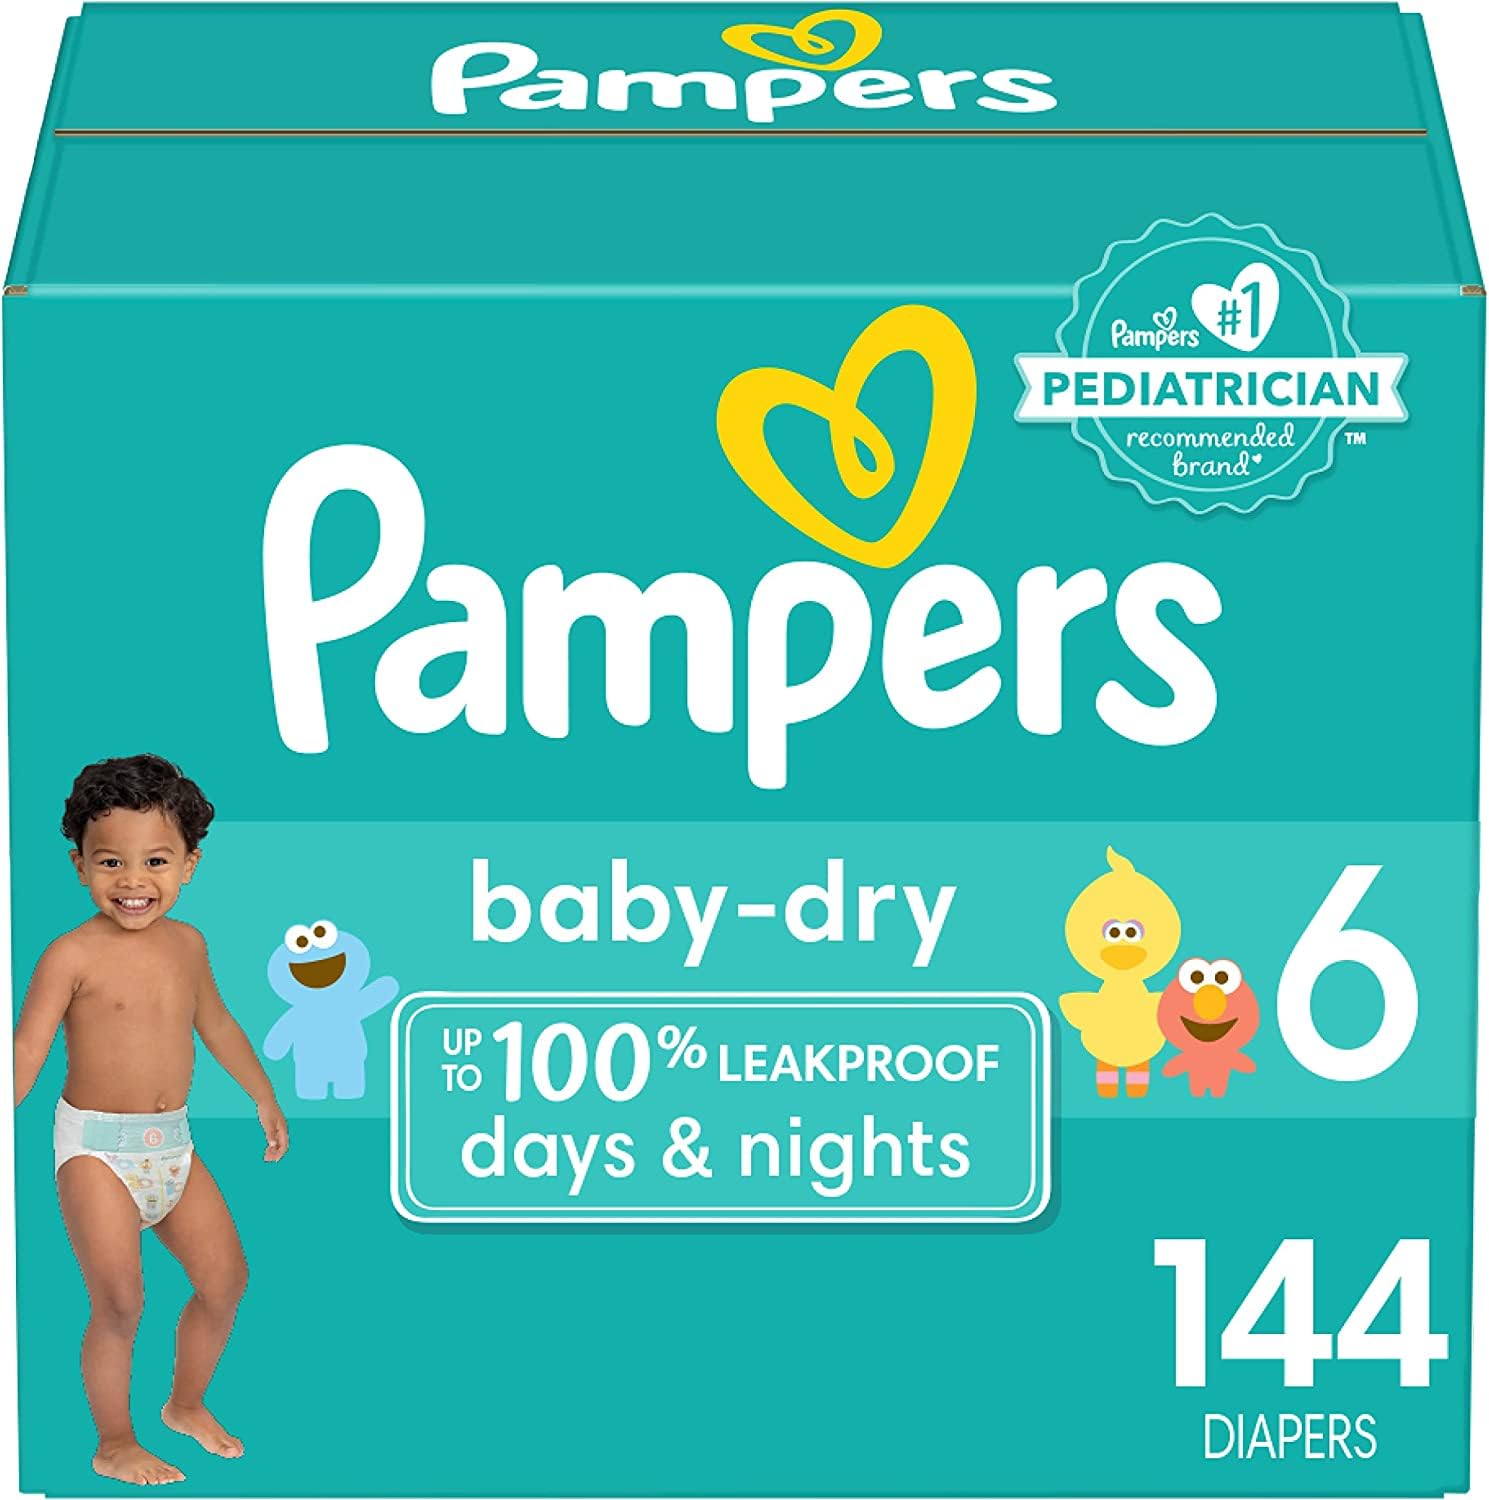 Pampers
Pampers #1
PEDIATRICIAN
recommended ™
brand
Pampers
baby-dry
6
UP TO 100% LEAKPROOF
days & nights
144
DIAPERS
6